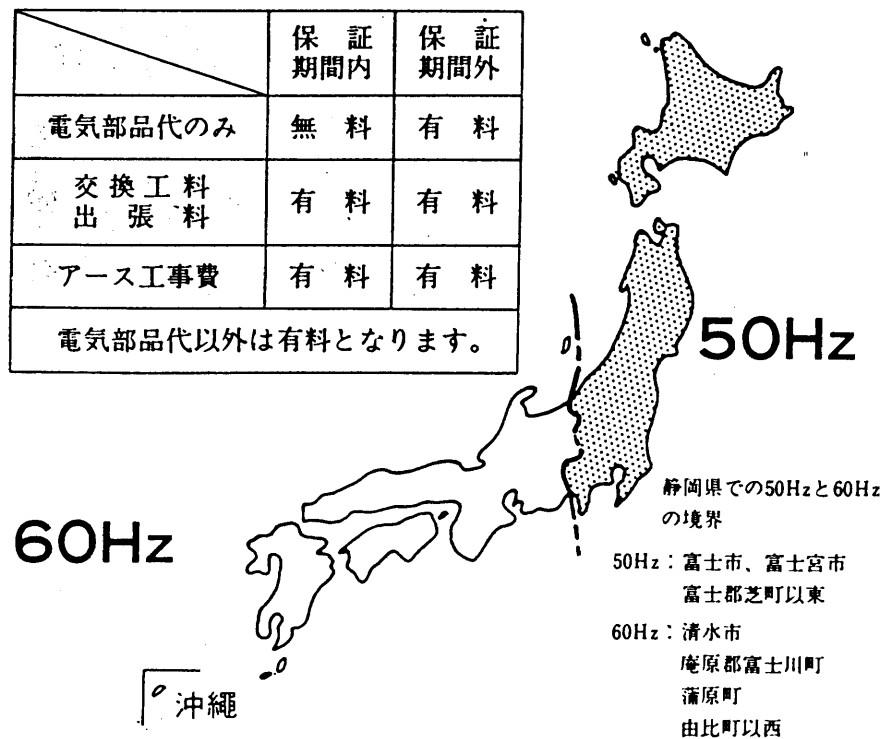 保証期間内
保証期間外
電気部品代のみ 無料 有料
交換工料
出張料
有料 有料
アース工事費 有料 有料
電気部品代以外は有料となります。
50Hz
60Hz
静岡県での50Hzと60Hz
の境界
50Hz：富士市、富士宮市
富士郡芝町以東
60Hz：清水市
庵原郡富士川町
蒲原町
由比町以西
沖縄